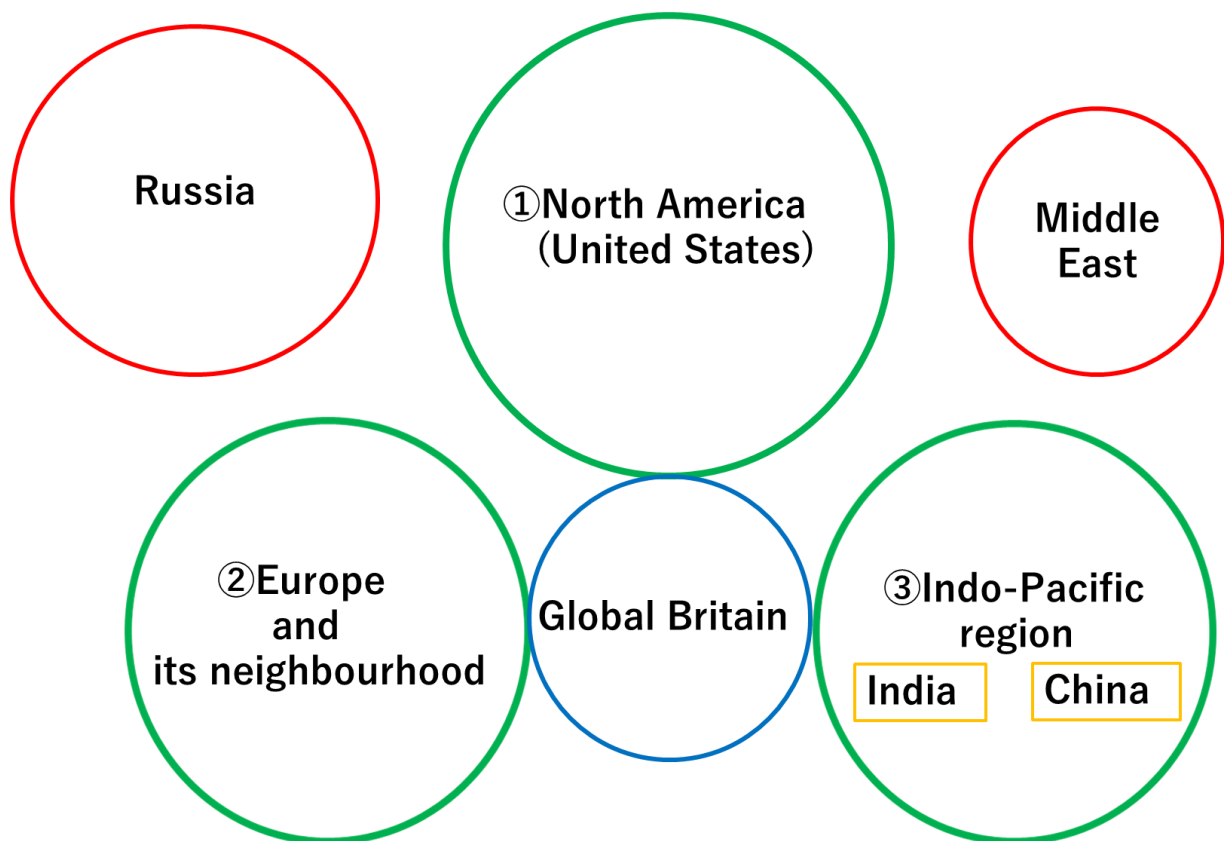 Russia
①North America
(United States)
Middle
East
②Europe
and
its neighbourhood
Global Britain
③Indo-Pacific
region
India
China